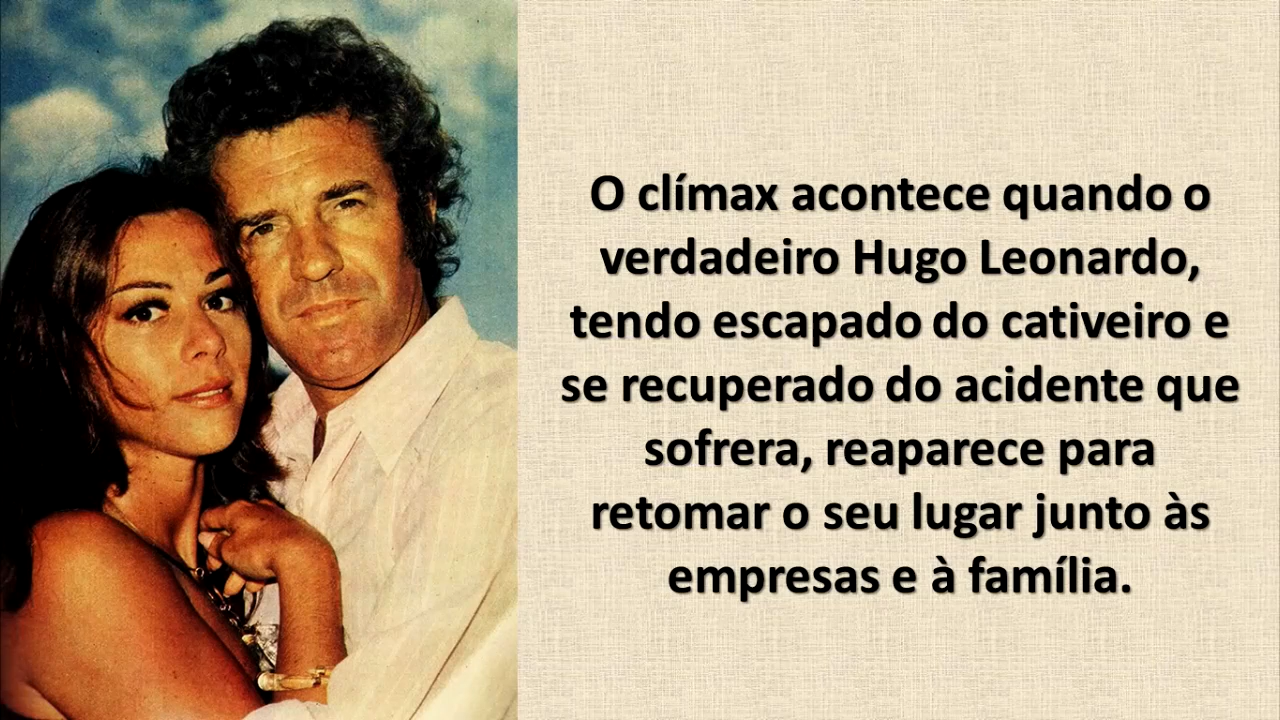 O clímax acontece quando o
verdadeiro Hugo Leonardo,
tendo escapado do cativeiro e
se recuperado do acidente que
sofrera, reaparece para
retomar o seu lugar junto às
empresas e à família.